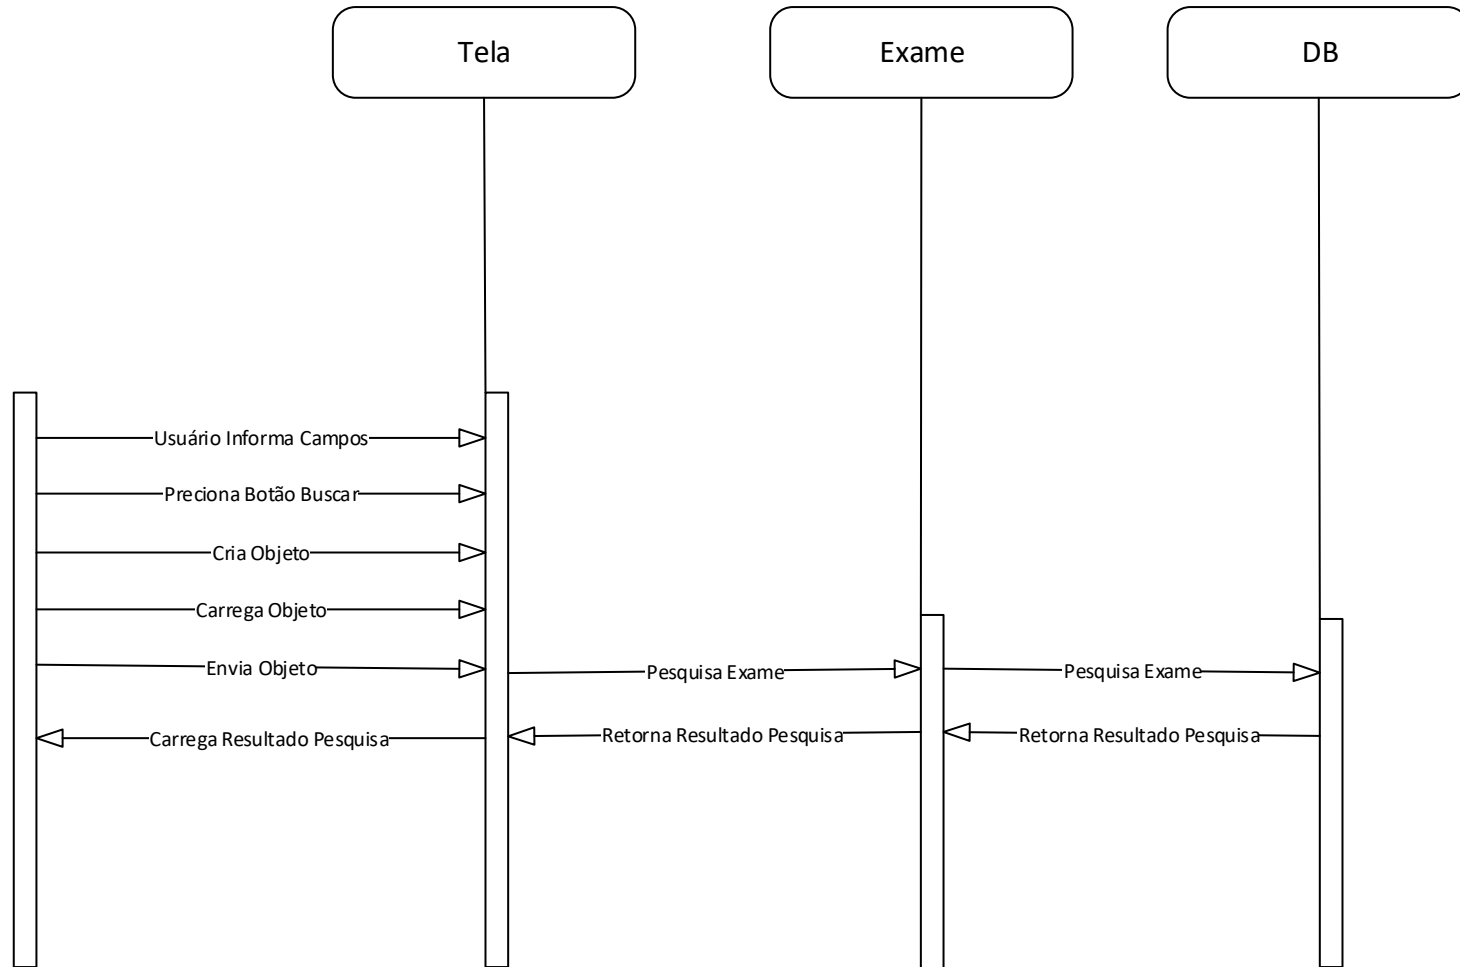 Tela
Exame
DB
Usuário Informa Campos
Preciona Botão Buscar
Cria Objeto
Carrega Objeto
Envia Objeto
Pesquisa Exame
Pesquisa Exame
Carrega Resultado Pesquisa
Retorna Resultado Pesquisa
Retorna Resultado Pesquisa